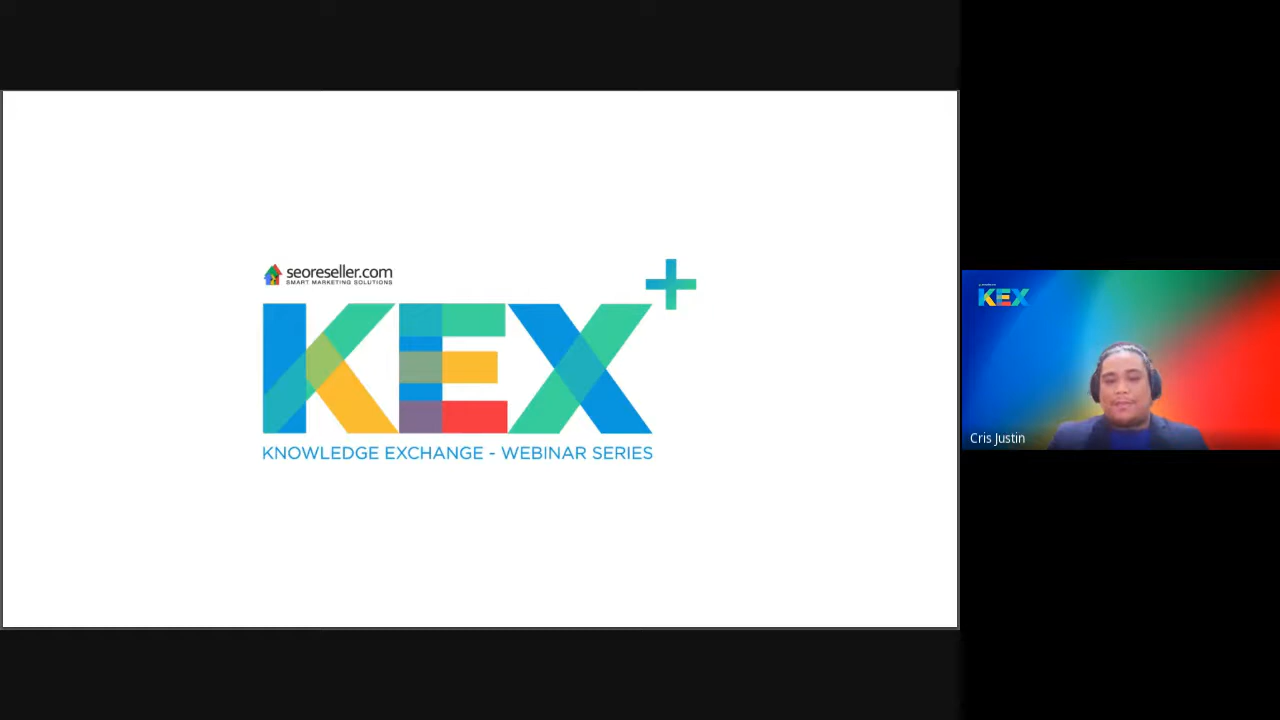 seoreseller.com
SMART MARKETING SOLUTIONS
KEX+
KNOWLEDGE EXCHANGE - WEBINAR SERIES
KEX
Cris Justin